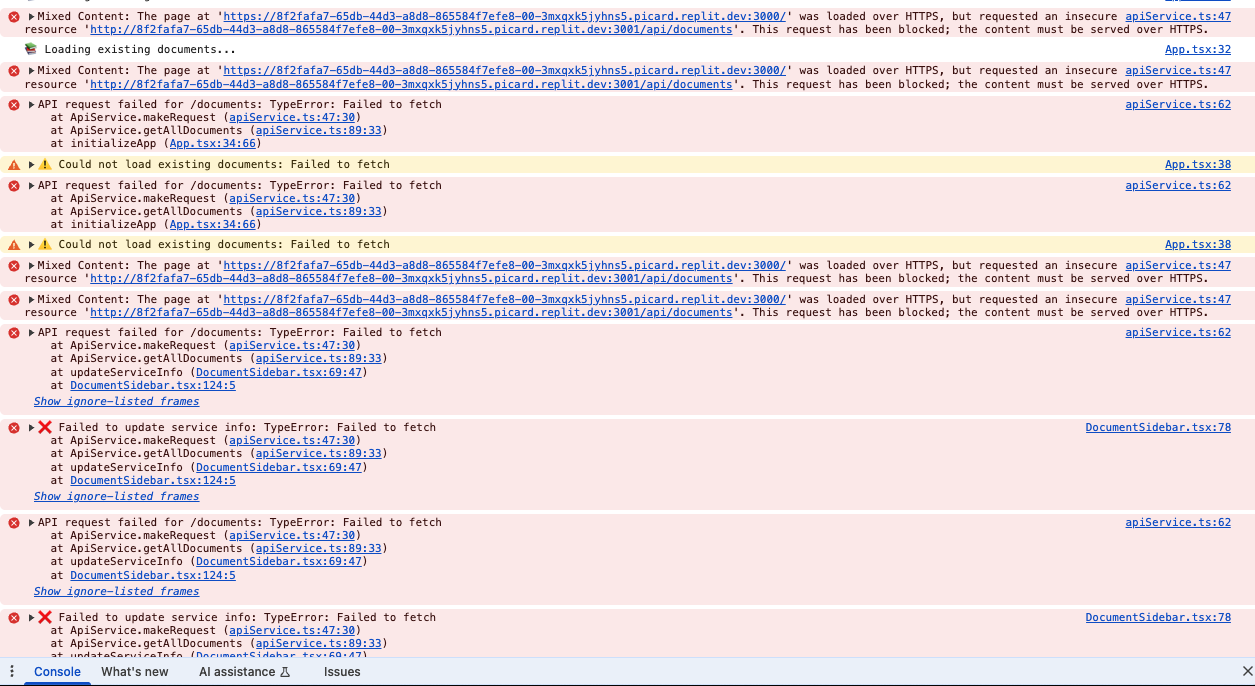 Mixed Content: The page at 'https://8f2fafa7-65db-44d3-a8d8-865584f7efe8-00-3mxqxk5jyhns5.picard.replit.dev:3000/' was loaded over HTTPS, but requested an insecure apiService.ts:47
resource 'http://8f2fafa7-65db-44d3-a8d8-865584f7efe8-00-3mxqxk5jyhns5.picard.replit.dev:3001/api/documents'. This request has been blocked; the content must be served over HTTPS.
Loading existing documents... App.tsx:32
Mixed Content: The page at 'https://8f2fafa7-65db-44d3-a8d8-865584f7efe8-00-3mxqxk5jyhns5.picard.replit.dev:3000/' was loaded over HTTPS, but requested an insecure apiService.ts:47
resource 'http://8f2fafa7-65db-44d3-a8d8-865584f7efe8-00-3mxqxk5jyhns5.picard.replit.dev:3001/api/documents'. This request has been blocked; the content must be served over HTTPS.
API request failed for /documents: TypeError: Failed to fetch apiService.ts:62
at ApiService.makeRequest (apiService.ts:47:30)
at ApiService.getAllDocuments (apiService.ts:89:33)
at initializeApp (App.tsx:34:66)
Could not load existing documents: Failed to fetch App.tsx:38
API request failed for /documents: TypeError: Failed to fetch apiService.ts:62
at ApiService.makeRequest (apiService.ts:47:30)
at ApiService.getAllDocuments (apiService.ts:89:33)
at initializeApp (App.tsx:34:66)
Could not load existing documents: Failed to fetch App.tsx:38
Mixed Content: The page at 'https://8f2fafa7-65db-44d3-a8d8-865584f7efe8-00-3mxqxk5jyhns5.picard.replit.dev:3000/' was loaded over HTTPS, but requested an insecure apiService.ts:47
resource 'http://8f2fafa7-65db-44d3-a8d8-865584f7efe8-00-3mxqxk5jyhns5.picard.replit.dev:3001/api/documents'. This request has been blocked; the content must be served over HTTPS.
Mixed Content: The page at 'https://8f2fafa7-65db-44d3-a8d8-865584f7efe8-00-3mxqxk5jyhns5.picard.replit.dev:3000/' was loaded over HTTPS, but requested an insecure apiService.ts:47
resource 'http://8f2fafa7-65db-44d3-a8d8-865584f7efe8-00-3mxqxk5jyhns5.picard.replit.dev:3001/api/documents'. This request has been blocked; the content must be served over HTTPS.
API request failed for /documents: TypeError: Failed to fetch apiService.ts:62
at ApiService.makeRequest (apiService.ts:47:30)
at ApiService.getAllDocuments (apiService.ts:89:33)
at updateServiceInfo (DocumentSidebar.tsx:69:47)
at DocumentSidebar.tsx:124:5
Show ignore-listed frames
Failed to update service info: TypeError: Failed to fetch DocumentSidebar.tsx:78
at ApiService.makeRequest (apiService.ts:47:30)
at ApiService.getAllDocuments (apiService.ts:89:33)
at updateServiceInfo (DocumentSidebar.tsx:69:47)
at DocumentSidebar.tsx:124:5
Show ignore-listed frames
API request failed for /documents: TypeError: Failed to fetch apiService.ts:62
at ApiService.makeRequest (apiService.ts:47:30)
at ApiService.getAllDocuments (apiService.ts:89:33)
at updateServiceInfo (DocumentSidebar.tsx:69:47)
at DocumentSidebar.tsx:124:5
Show ignore-listed frames
Failed to update service info: TypeError: Failed to fetch DocumentSidebar.tsx:78
at ApiService.makeRequest (apiService.ts:47:30)
at ApiService.getAllDocuments (apiService.ts:89:33)
at updateServiceInfo (DocumentSidebar.tsx:69:47)
Console What's new AI assistance Issues